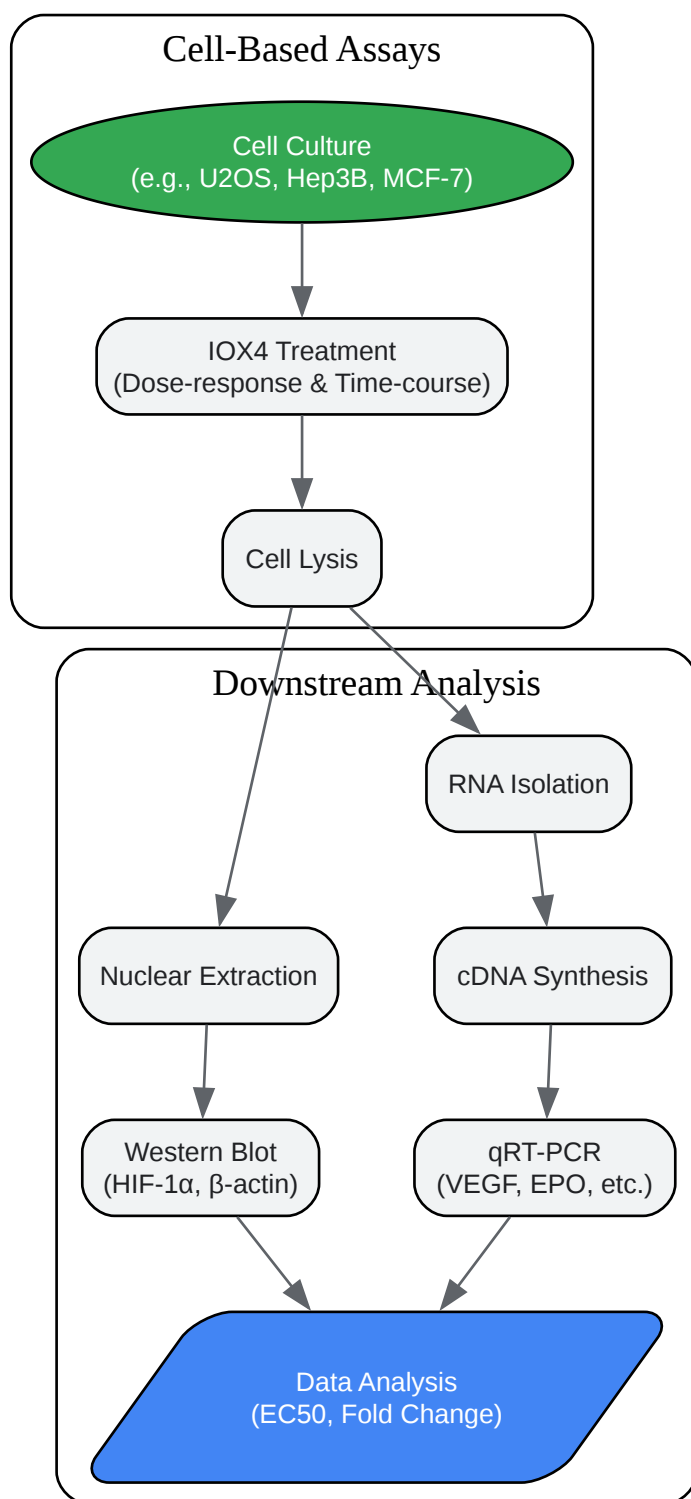 Cell-Based Assays
Cell Culture
(e.g., U2OS, Hep3B, MCF-7)
IOX4 Treatment
(Dose-response & Time-course)
Cell Lysis
Downstream Analysis
RNA Isolation
Nuclear Extraction
cDNA Synthesis
Western Blot
(HIF-1α, β-actin)
qRT-PCR
(VEGF, EPO, etc.)
Data Analysis
(EC50, Fold Change)